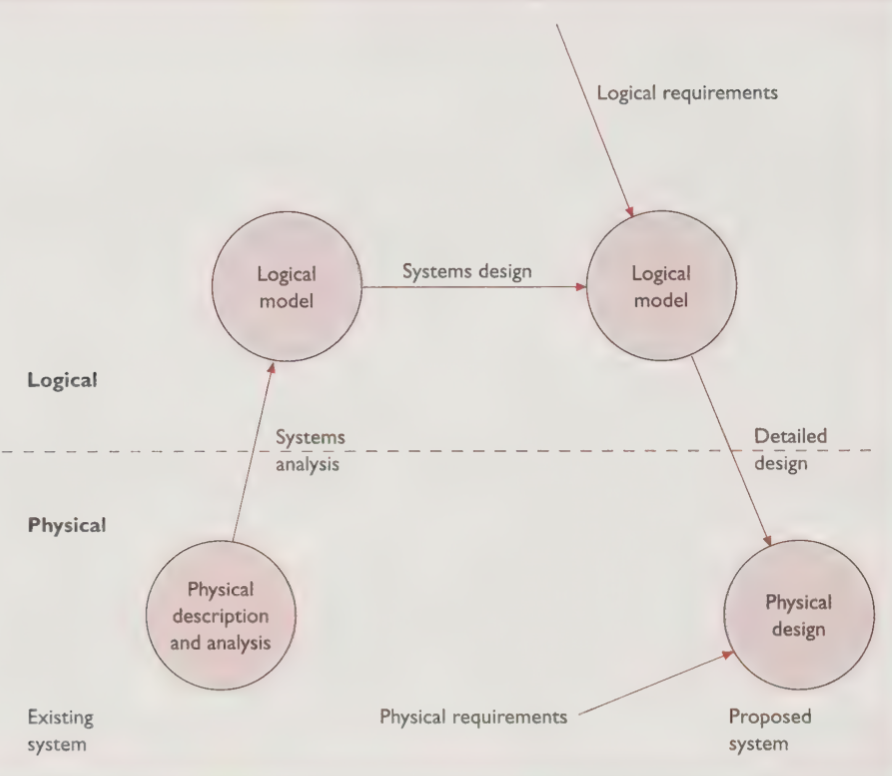 Logical requirements
Logical
model
Systems design
Logical
model
Logical
Systems
analysis
Detailed
design
Physical
Physical
description
and analysis
Physical
design
Physical requirements
Existing
system
Proposed
system